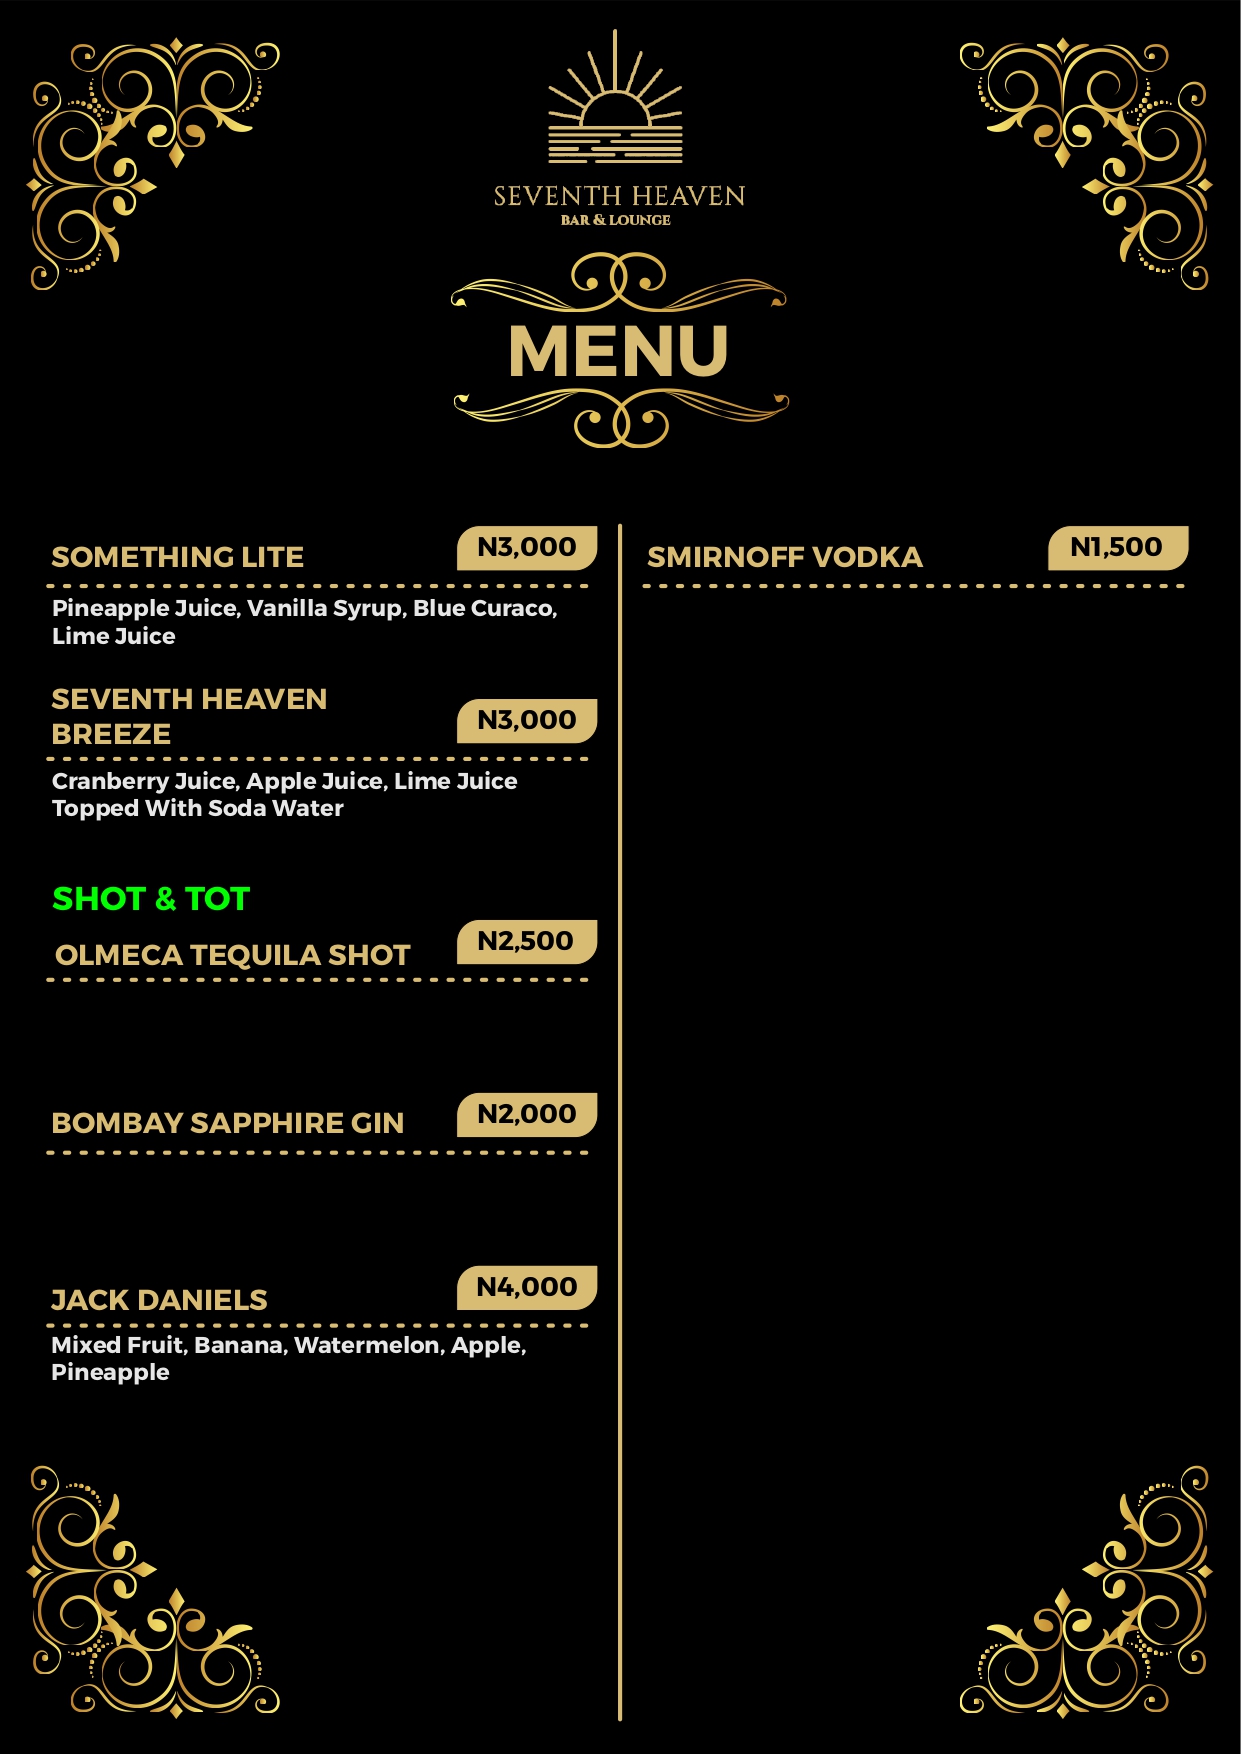 SEVENTH HEAVEN
BAR & LOUNGE
MENU
SOMETHING LITE N3,000
Pineapple Juice, Vanilla Syrup, Blue Curaco,
Lime Juice
SEVENTH HEAVEN
BREEZE N3,000
Cranberry Juice, Apple Juice, Lime Juice
Topped With Soda Water
SHOT & TOT
OLMECA TEQUILA SHOT N2,500
BOMBAY SAPPHIRE GIN N2,000
JACK DANIELS N4,000
Mixed Fruit, Banana, Watermelon, Apple,
Pineapple
SMIRNOFF VODKA N1,500